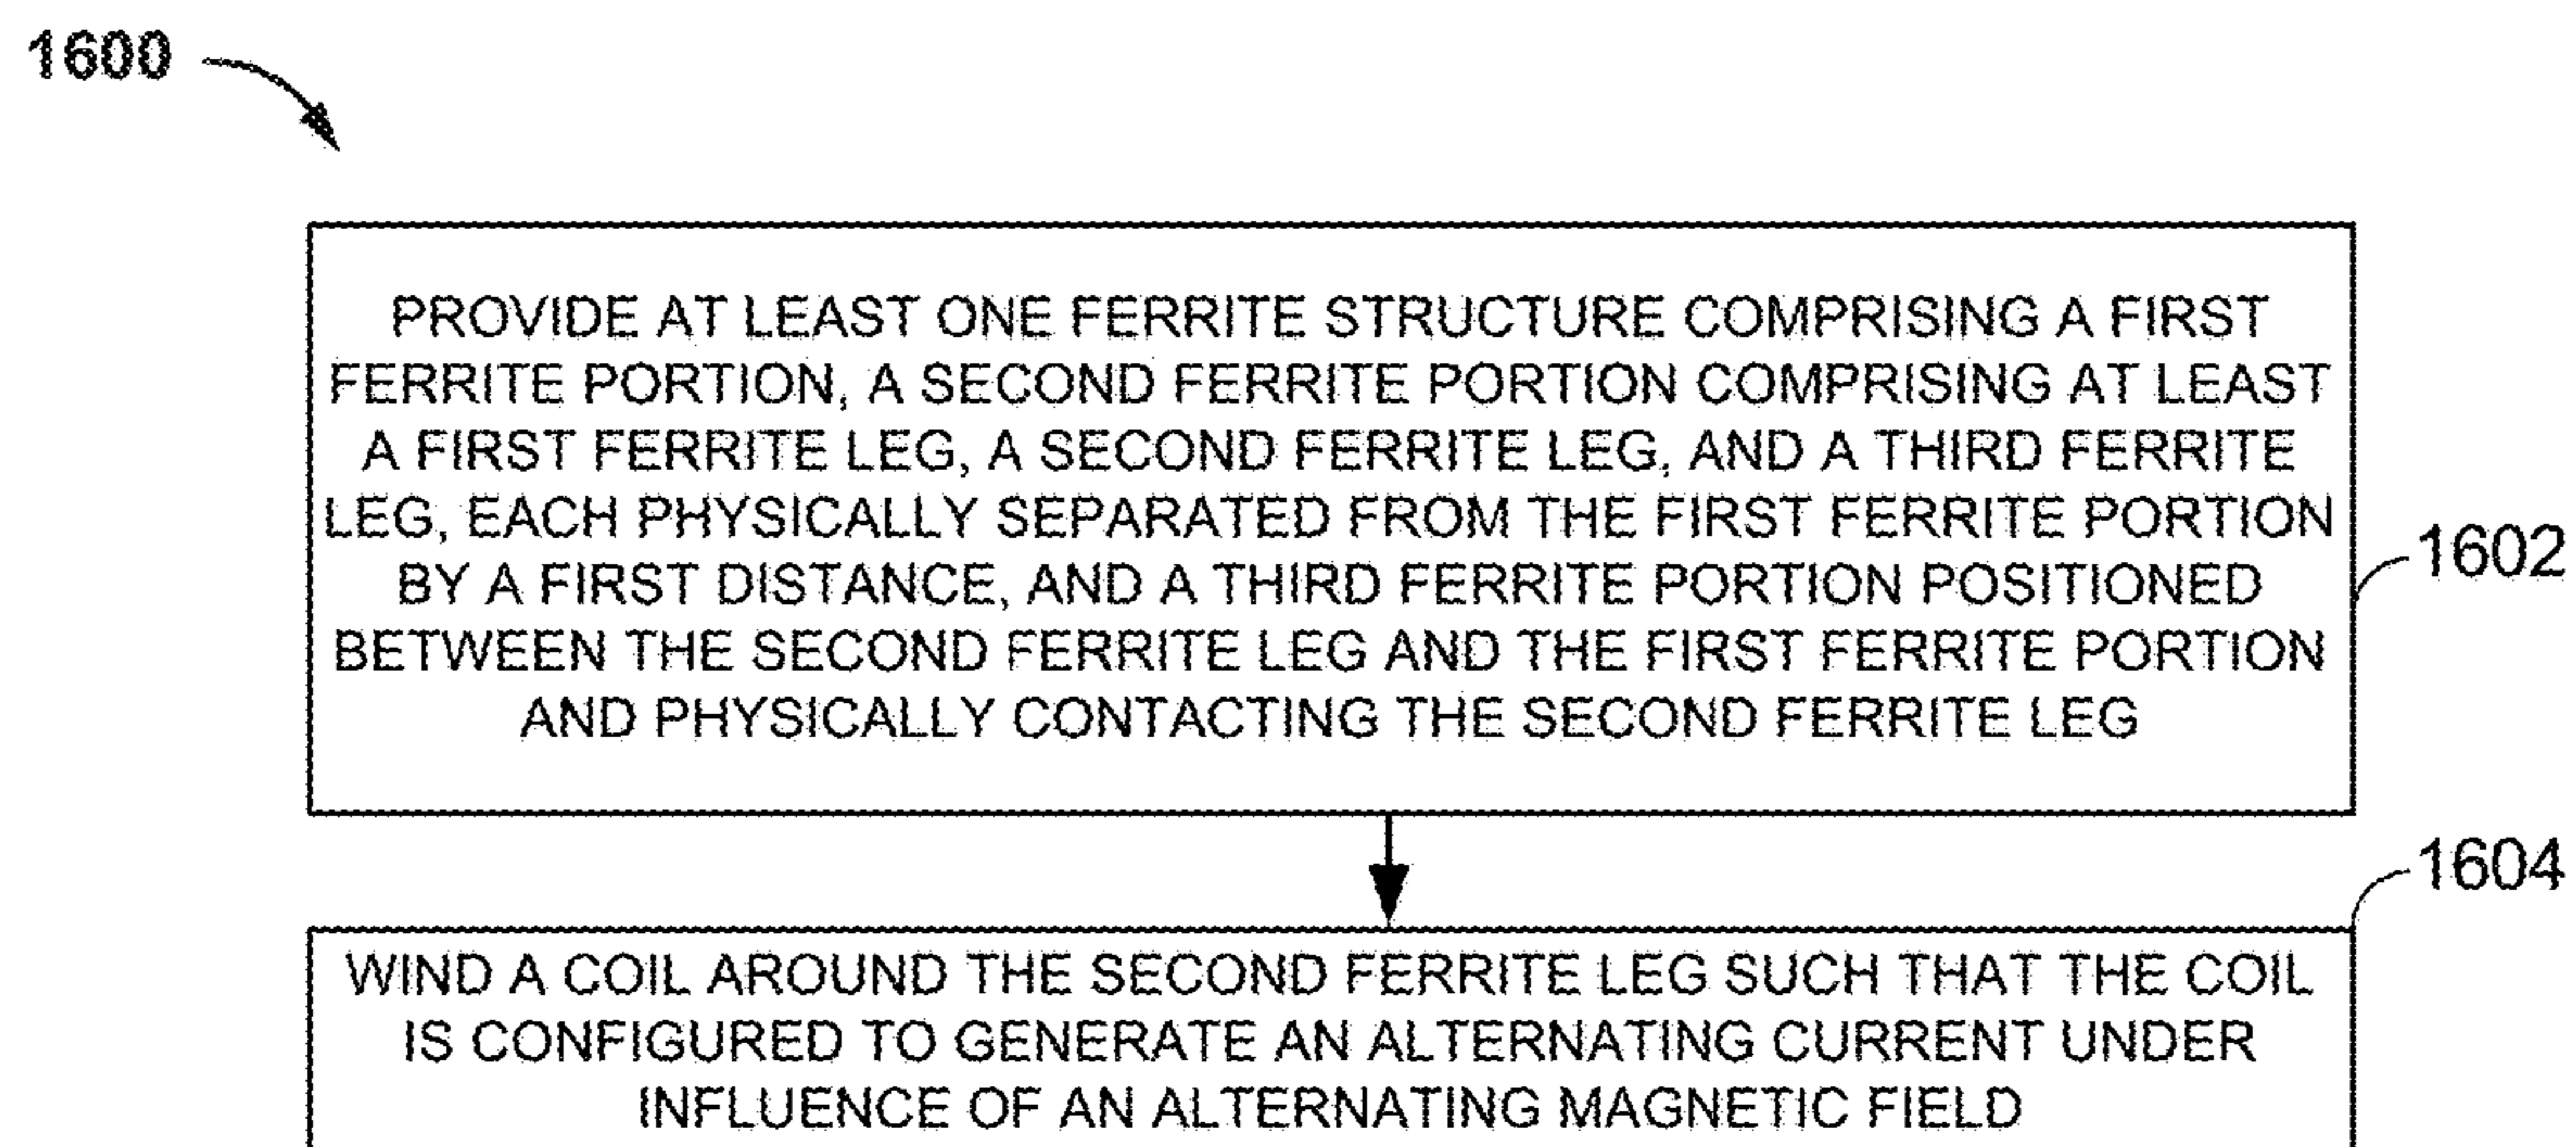 1600
PROVIDE AT LEAST ONE FERRITE STRUCTURE COMPRISING A FIRST
FERRITE PORTION, A SECOND FERRITE PORTION COMPRISING AT LEAST
A FIRST FERRITE LEG, A SECOND FERRITE LEG, AND A THIRD FERRITE
LEG, EACH PHYSICALLY SEPARATED FROM THE FIRST FERRITE PORTION
BY A FIRST DISTANCE, AND A THIRD FERRITE PORTION POSITIONED
BETWEEN THE SECOND FERRITE LEG AND THE FIRST FERRITE PORTION
AND PHYSICALLY CONTACTING THE SECOND FERRITE LEG
1602
1604
WIND A COIL AROUND THE SECOND FERRITE LEG SUCH THAT THE COIL
IS CONFIGURED TO GENERATE AN ALTERNATING CURRENT UNDER
INFLUENCE OF AN ALTERNATING MAGNETIC FIELD